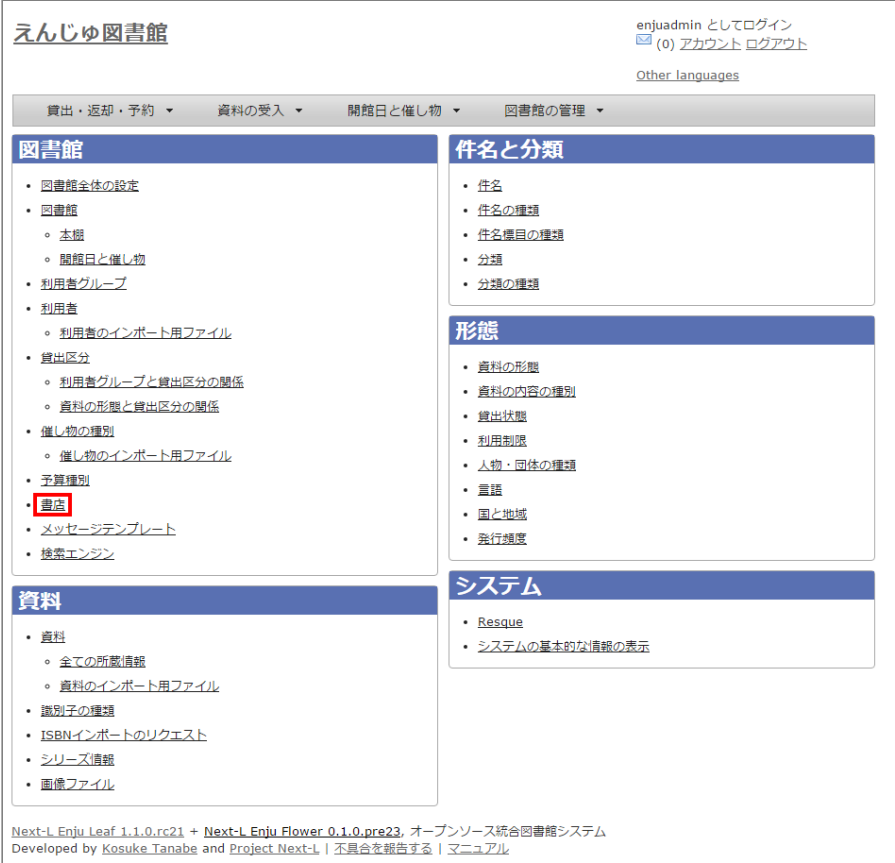 えんじゅ図書館
enjuadmin としてログイン
(0) アカウント ログアウト
Other languages
貸出・返却・予約 ▼ 資料の受入 ▼ 開館日と催し物 ▼ 図書館の管理 ▼
図書館
図書館全体の設定
図書館
本棚
開館日と催し物
利用者グループ
利用者
利用者のインポート用ファイル
貸出区分
利用者グループと貸出区分の関係
資料の形態と貸出区分の関係
催し物の種別
催し物のインポート用ファイル
予算種別
書店
メッセージテンプレート
検索エンジン
資料
資料
全ての所蔵情報
資料のインポート用ファイル
識別子の種類
ISBNインポートのリクエスト
シリーズ情報
画像ファイル
件名と分類
件名
件名の種類
件名標目の種類
分類
分類の種類
形態
資料の形態
資料の内容の種別
貸出状態
利用制限
人物・団体の種類
言語
国と地域
発行頻度
システム
Resque
システムの基本的な情報の表示
Next-L Enju Leaf 1.1.0.rc21 + Next-L Enju Flower 0.1.0.pre23, オープンソース統合図書館システム
Developed by Kosuke Tanabe and Project Next-L | 不具合を報告する | マニュアル